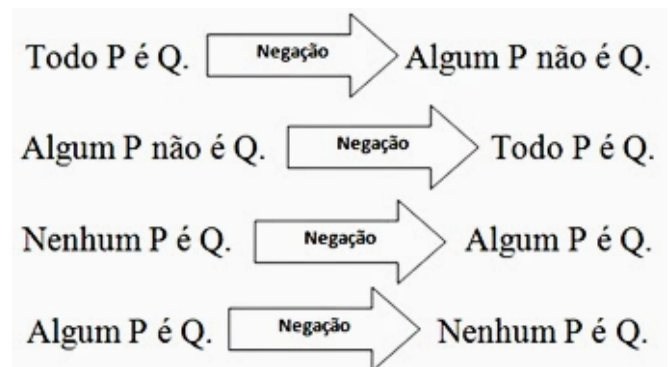 Todo P é Q. Negação Algum P não é Q.
Algum P não é Q. Negação Todo P é Q.
Nenhum P é Q. Negação Algum P é Q.
Algum P é Q. Negação Nenhum P é Q.